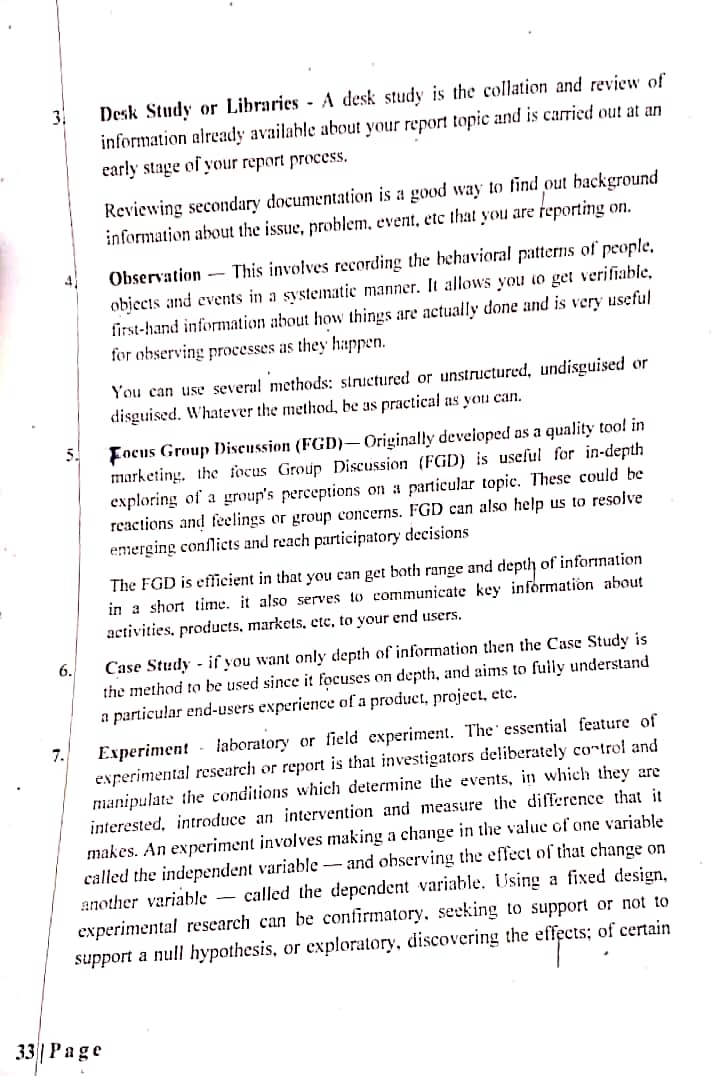 3. Desk Study or Libraries - A desk study is the collation and review of
information already available about your report topic and is carried out at an
early stage of your report process.
Reviewing secondary documentation is a good way to find out background
information about the issue, problem, event, etc that you are reporting on.
4. Observation — This involves recording the behavioral patterns of people,
objects and events in a systematic manner. It allows you to get verifiable,
first-hand information about how things are actually done and is very useful
for observing processes as they happen.
You can use several methods: structured or unstructured, undisguised or
disguised. Whatever the method, be as practical as you can.
5. Focus Group Discussion (FGD)— Originally developed as a quality tool in
marketing, the focus Group Discussion (FGD) is useful for in-depth
exploring of a group's perceptions on a particular topic. These could be
reactions and feelings or group concerns. FGD can also help us to resolve
emerging conflicts and reach participatory decisions
The FGD is efficient in that you can get both range and depth of information
in a short time. it also serves to communicate key information about
activities, products, markets, etc, to your end users.
6. Case Study - if you want only depth of information then the Case Study is
the method to be used since it focuses on depth, and aims to fully understand
a particular end-users experience of a product, project, etc.
7. Experiment - laboratory or field experiment. The essential feature of
experimental research or report is that investigators deliberately control and
manipulate the conditions which determine the events, in which they are
interested, introduce an intervention and measure the difference that it
makes. An experiment involves making a change in the value of one variable
called the independent variable — and observing the effect of that change on
another variable — called the dependent variable. Using a fixed design,
experimental research can be confirmatory, seeking to support or not to
support a null hypothesis, or exploratory, discovering the effects; of certain
33 | Page